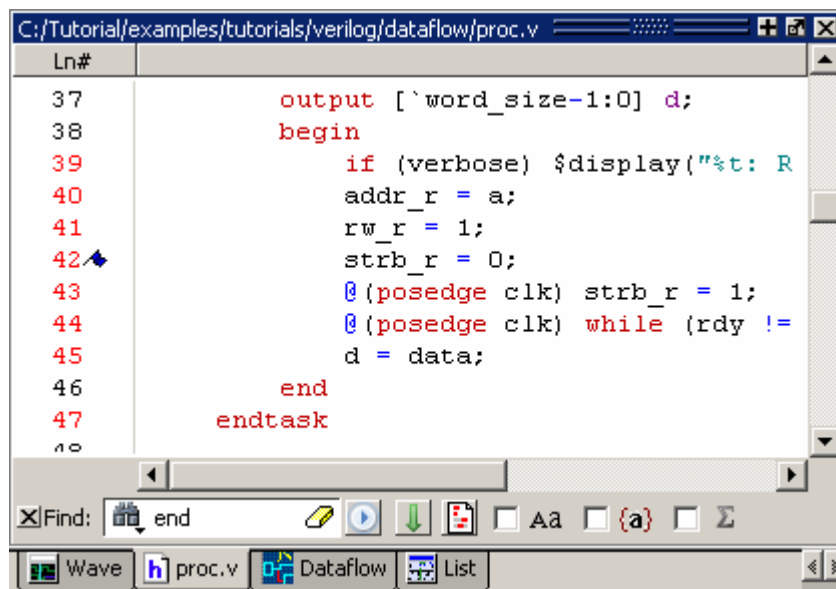 C:/Tutorial/examples/tutorials/verilog/dataflow/proc.v
Ln#
37 output [`word_size-1:0] d;
38 begin
39 if (verbose) $display("%t: R
40 addr_r = a;
41 rw_r = 1;
42 strb_r = 0;
43 @(posedge clk) strb_r = 1;
44 @(posedge clk) while (rdy !=
45 d = data;
46 end
47 endtask
Find: end Aa {a} Σ
Wave h] proc.v Dataflow List